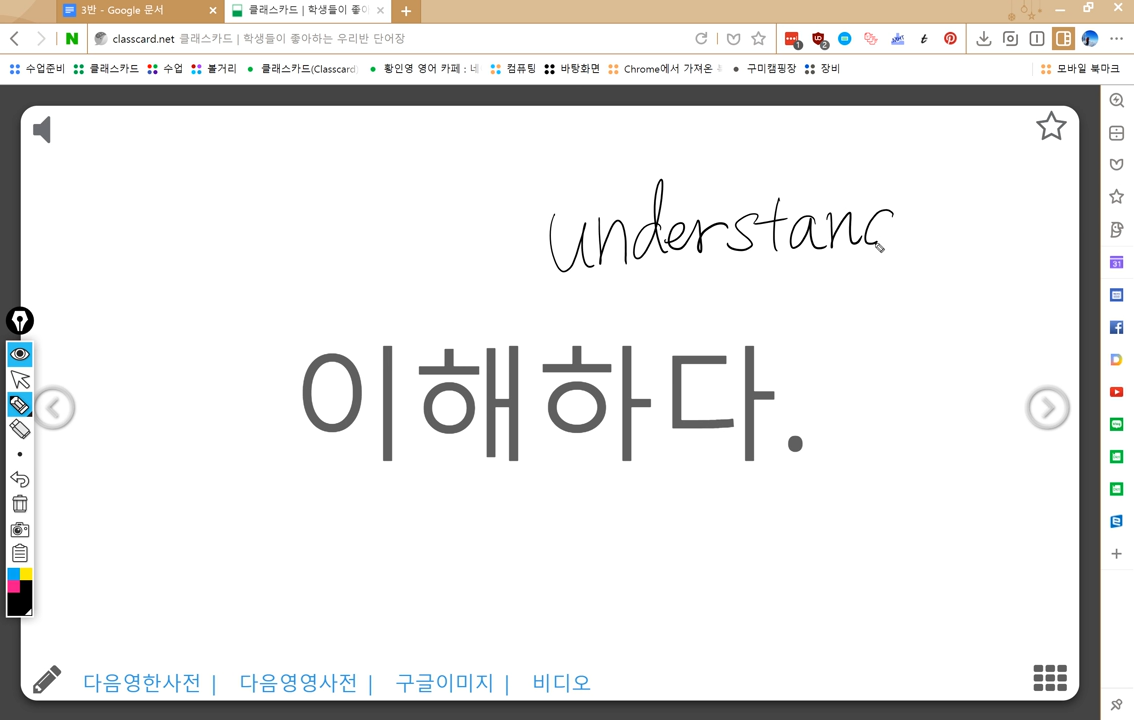 3반 - Google 문서
클래스카드 | 학생들이 좋아
classcard.net 클래스카드 | 학생들이 좋아하는 우리반 단어장
수업준비 클래스카드 수업 볼거리 클래스카드(Classcard) 황인영 영어 카페 : 네 컴퓨팅 바탕화면 Chrome에서 가져온 구미캠핑장 장비 모바일 북마크
understand
이해하다.
다음영한사전 | 다음영영사전 | 구글이미지 | 비디오